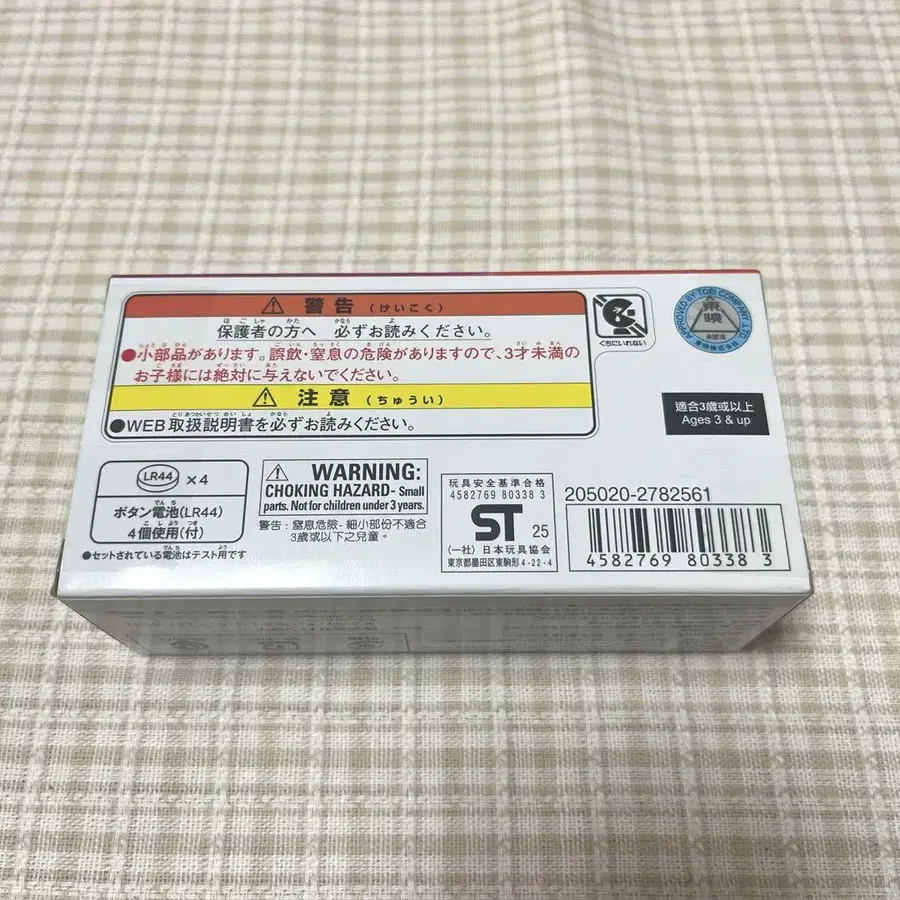 ⚠ 警告（けいこく）
保護者の方へ 必ずお読みください。
●小部品があります。誤飲・窒息の危険がありますので、3才未満の
お子様には絶対に与えないでください。
⚠ 注意（ちゅうい）
●WEB取扱説明書を必ずお読みください。
くちにいれない
APPROVED BY TOEI COMPANY, LTD
東映
適合3歲或以上
Ages 3 & up
LR44 ×4
ボタン電池(LR44)
4個使用(付)
●セットされている電池はテスト用です
⚠ WARNING:
CHOKING HAZARD- Small
parts. Not for children under 3 years.
警告：窒息危險- 細小部份不適合
3歲或以下之兒童。
玩具安全基準合格
4582769 80338 3
ST 25
(一社) 日本玩具協会
東京都墨田区東駒形4-22-4
205020-2782561
4582769 803383